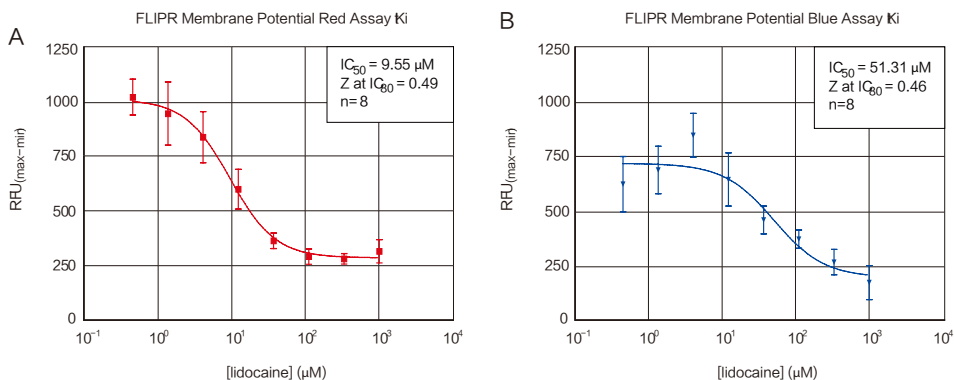 A
FLIPR Membrane Potential Red Assay Kit
1250
1000
750
500
250
0
RFU(max–min)
IC50 = 9.55 µM
Z at IC80 = 0.49
n=8
10–1 100 101 102 103 104
[lidocaine] (µM)
B
FLIPR Membrane Potential Blue Assay Kit
1250
1000
750
500
250
0
RFU(max–min)
IC50 = 51.31 µM
Z at IC80 = 0.46
n=8
10–1 100 101 102 103 104
[lidocaine] (µM)